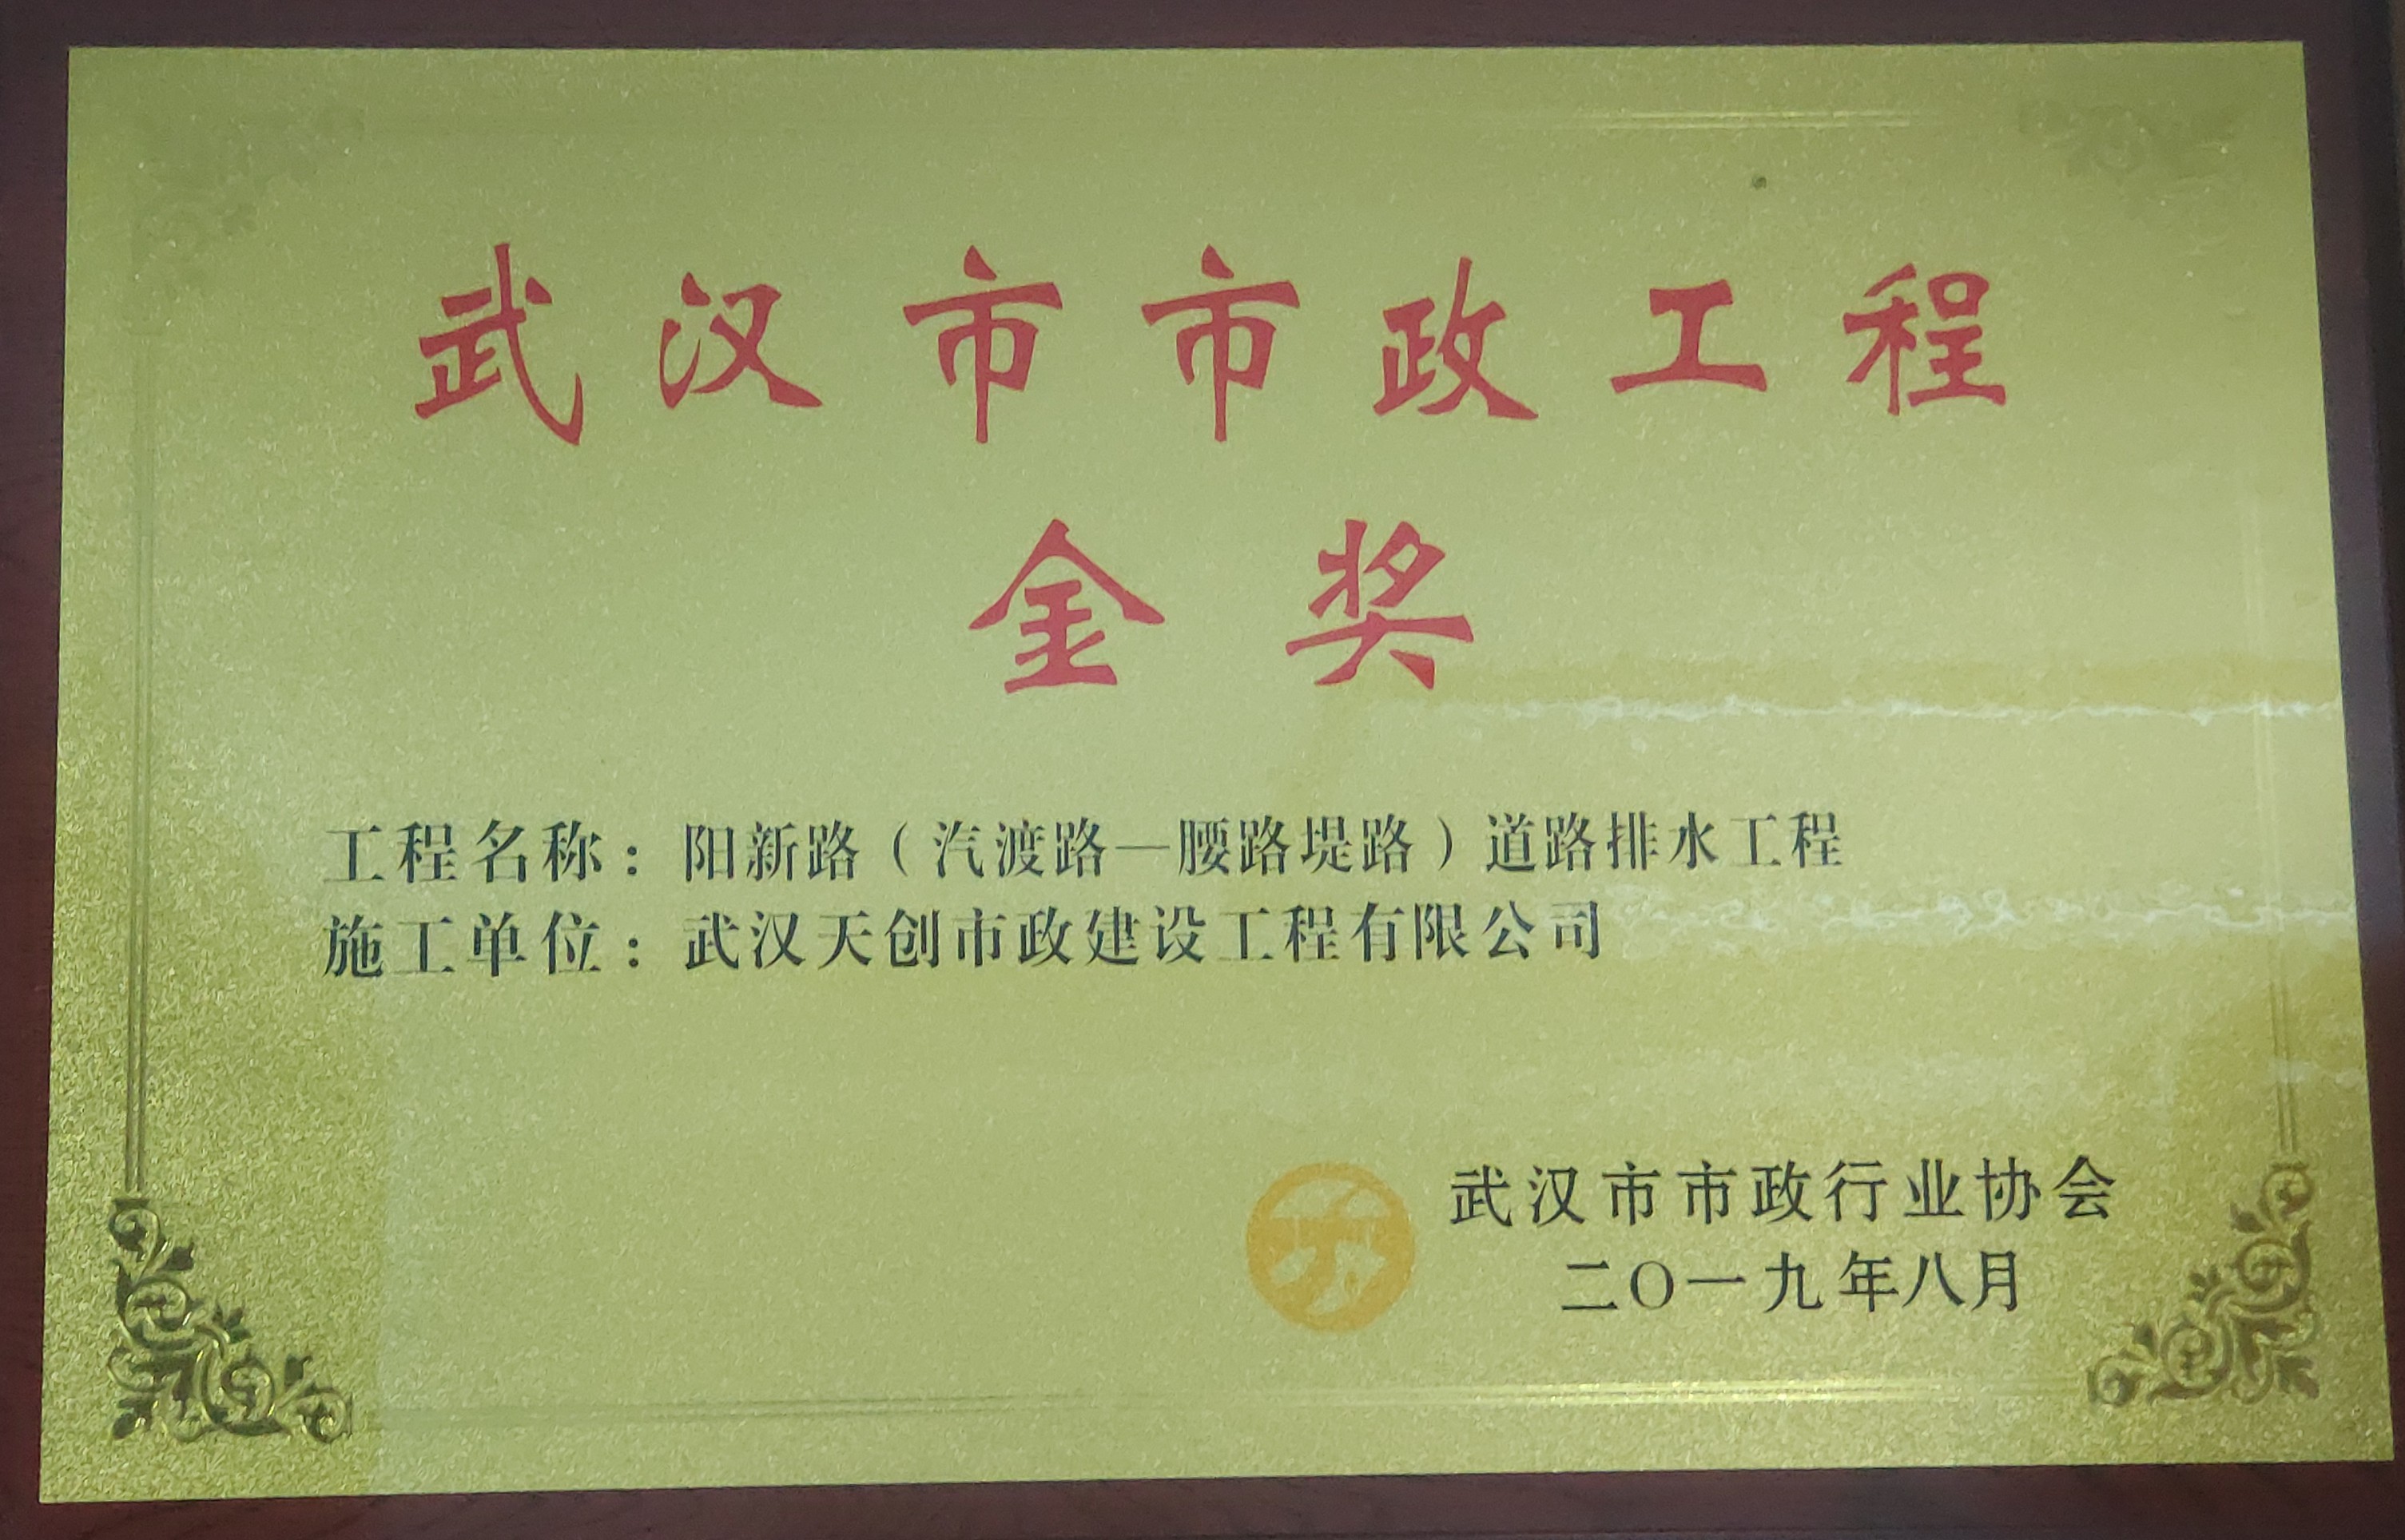 武汉市市政工程
金奖
工程名称：阳新路（汽渡路—腰路堤路）道路排水工程
施工单位：武汉天创市政建设工程有限公司
武汉市市政行业协会
二〇一九年八月